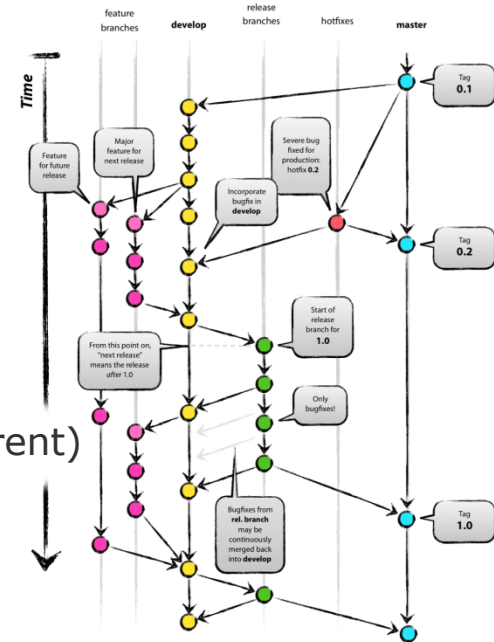 feature
branches
develop
release
branches
hotfixes
master
Time
Tag
0.1
Major
feature for
next release
Feature
for future
release
Severe bug
fixed for
production:
hotfix 0.2
Incorporate
bugfix in
develop
Tag
0.2
Start of
release
branch for
1.0
From this point on,
“next release”
means the release
after 1.0
Only
bugfixes!
rent)
Bugfixes from
rel. branch
may be
continuously
merged back
into develop
Tag
1.0